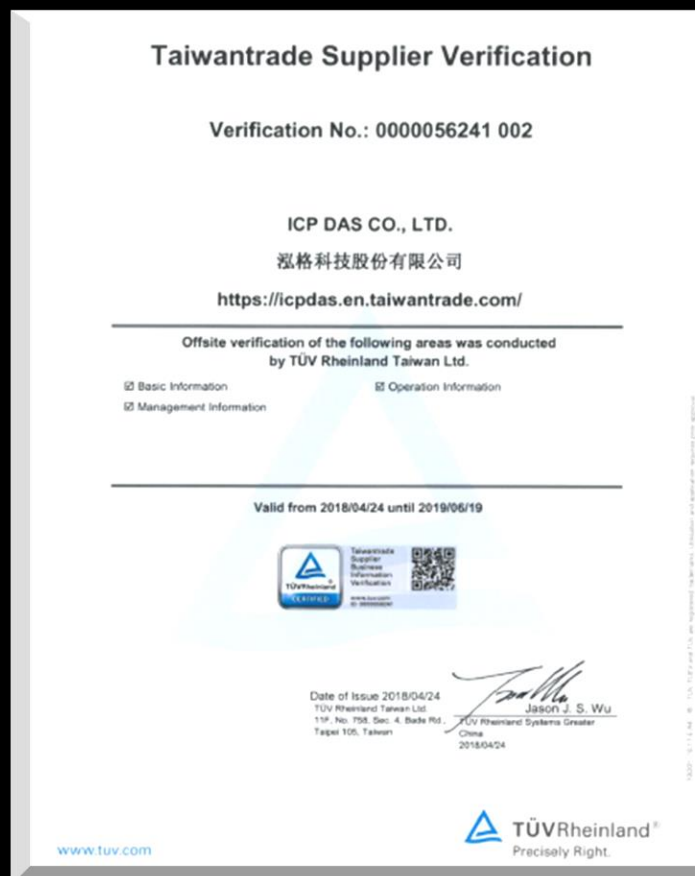 Taiwantrade Supplier Verification
Verification No.: 0000056241 002
ICP DAS CO., LTD.
泓格科技股份有限公司
https://icpdas.en.taiwantrade.com/
Offsite verification of the following areas was conducted
by TÜV Rheinland Taiwan Ltd.
☑ Basic Information
☑ Operation Information
☑ Management Information
Valid from 2018/04/24 until 2019/06/19
TÜVRheinland®
CERTIFIED
Taiwantrade
Supplier
Business
Information
Verification
www.tuv.com
Date of Issue 2018/04/24
TÜV Rheinland Taiwan Ltd.
11F., No. 758, Sec. 4, Bade Rd.,
Taipei 105, Taiwan
Jason J. S. Wu
TÜV Rheinland Systems Greater
China
2018/04/24
www.tuv.com
TÜVRheinland®
Precisely Right.